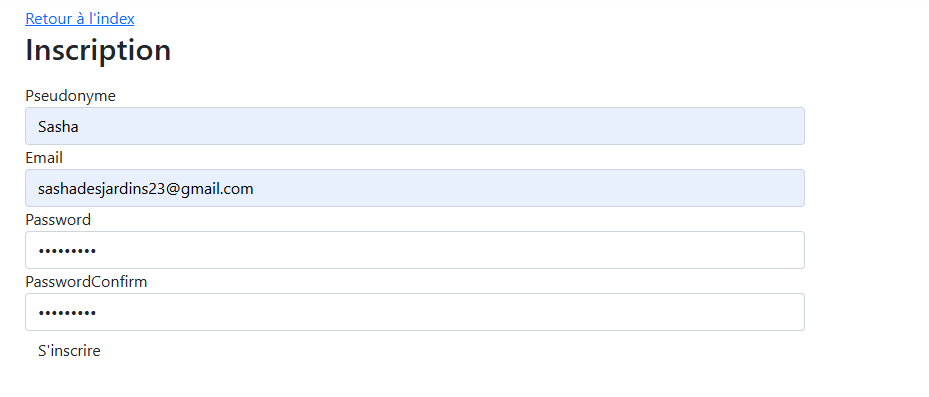 Retour à l'index
Inscription
Pseudonyme
Sasha
Email
sashadesjardins23@gmail.com
Password
•••••••••
PasswordConfirm
•••••••••
S'inscrire